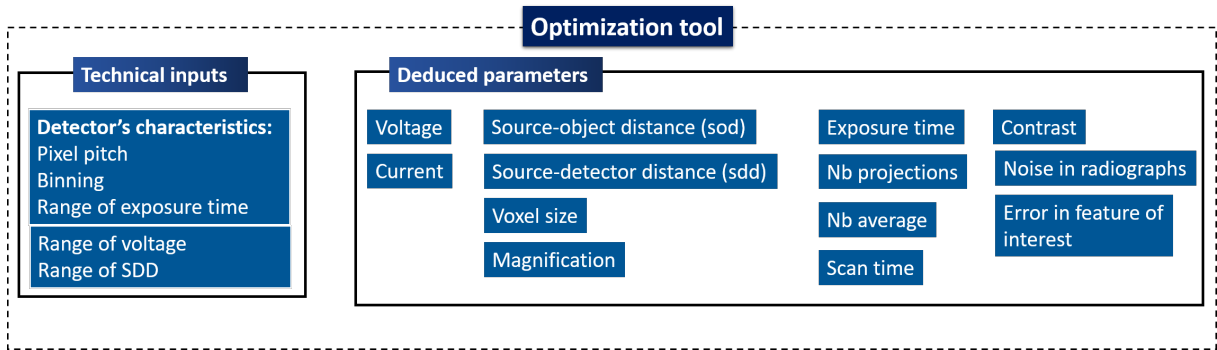 Optimization tool
Technical inputs
Detector's characteristics:
Pixel pitch
Binning
Range of exposure time
Range of voltage
Range of SDD
Deduced parameters
Voltage
Current
Source-object distance (sod)
Source-detector distance (sdd)
Voxel size
Magnification
Exposure time
Nb projections
Nb average
Scan time
Contrast
Noise in radiographs
Error in feature of
interest